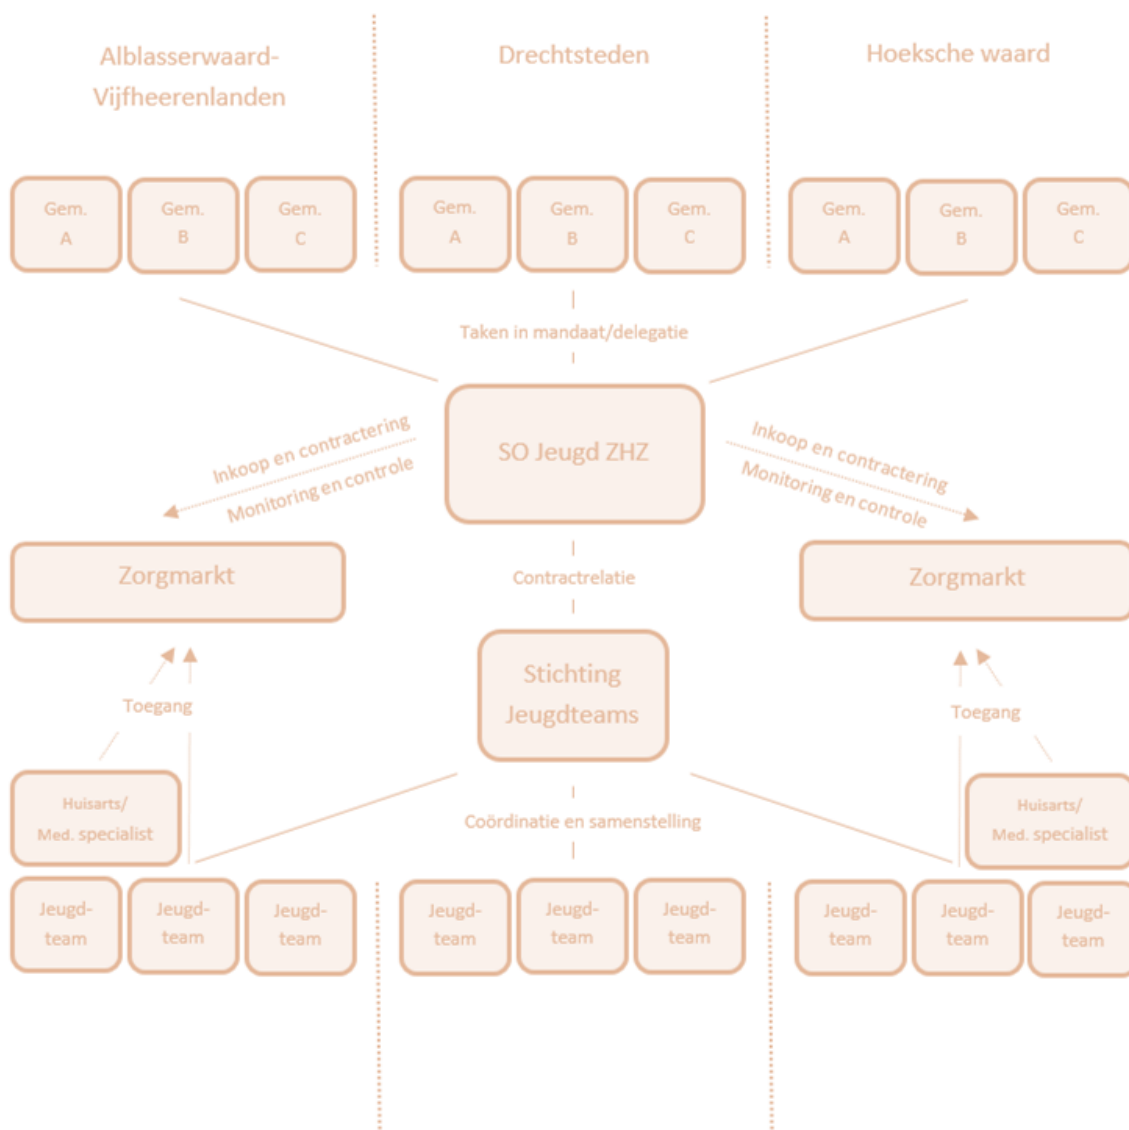 Alblasserwaard-
Vijfheerenlanden
Drechtsteden
Hoeksche waard
Gem.
A
Gem.
B
Gem.
C
Gem.
A
Gem.
B
Gem.
C
Gem.
A
Gem.
B
Gem.
C
Taken in mandaat/delegatie
SO Jeugd ZHZ
Inkoop en contractering
Monitoring en controle
Inkoop en contractering
Monitoring en controle
Zorgmarkt
Contractrelatie
Zorgmarkt
Stichting
Jeugdteams
Toegang
Toegang
Huisarts/
Med. specialist
Coördinatie en samenstelling
Huisarts/
Med. specialist
Jeugd-
team
Jeugd-
team
Jeugd-
team
Jeugd-
team
Jeugd-
team
Jeugd-
team
Jeugd-
team
Jeugd-
team
Jeugd-
team